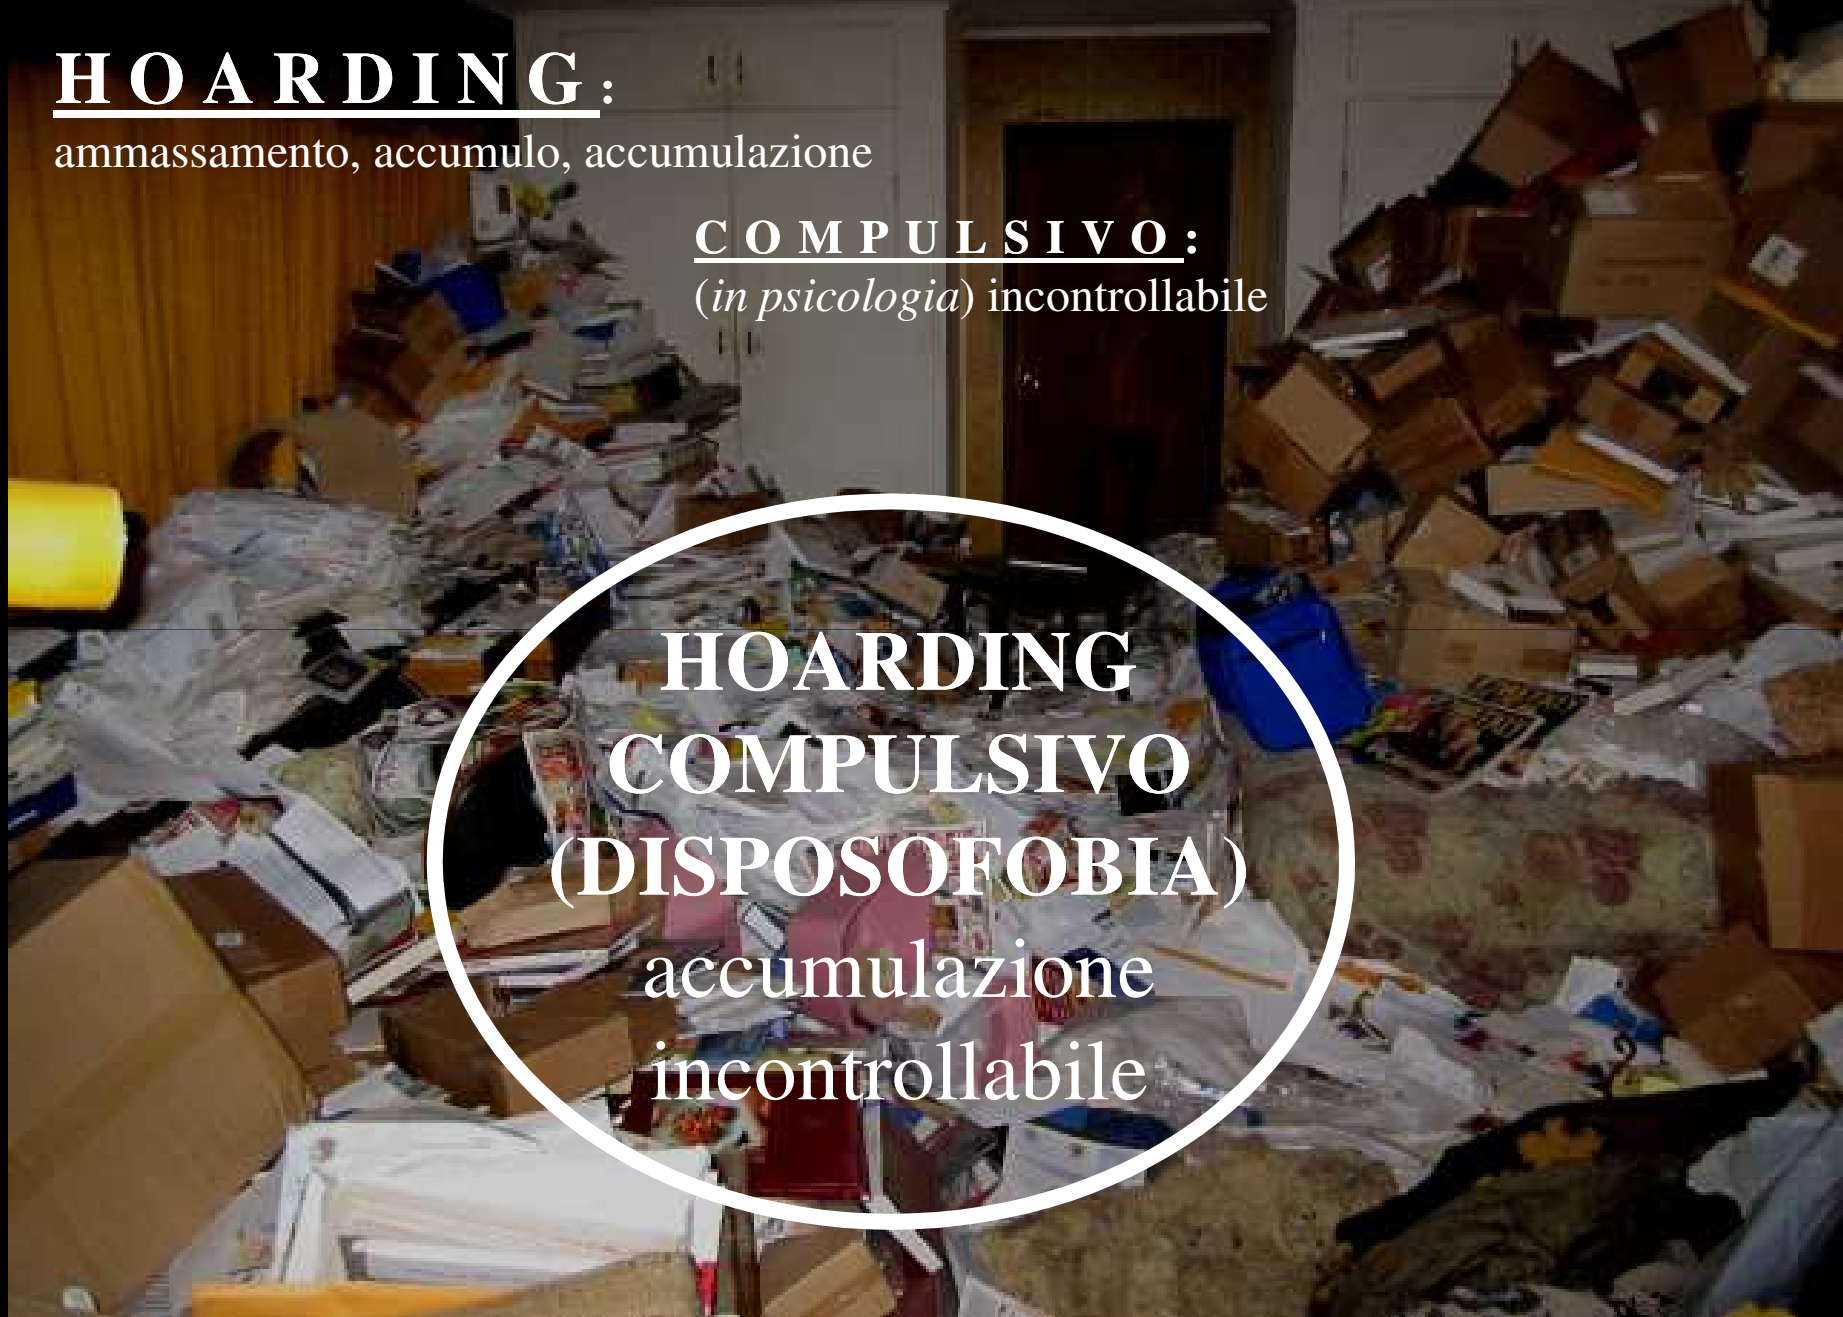 HOARDING:
ammassamento, accumulo, accumulazione
COMPULSIVO:
(in psicologia) incontrollabile
HOARDING
COMPULSIVO
(DISPOSOFOBIA)
accumulazione
incontrollabile